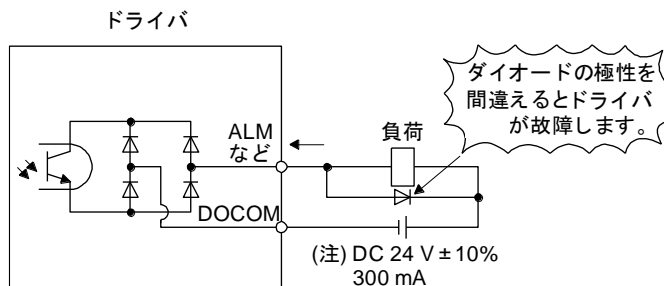 ドライバ
ダイオードの極性を
間違えるとドライバ
が故障します。
ALM
など
負荷
DOCOM
(注) DC 24 V ± 10%
300 mA